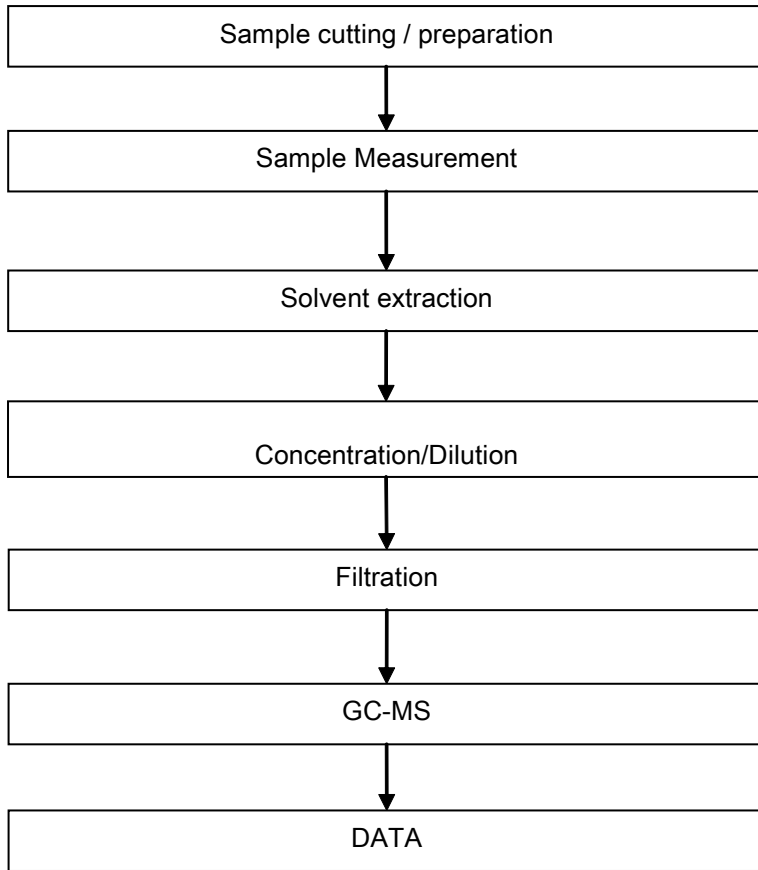 Sample cutting / preparation
Sample Measurement
Solvent extraction
Concentration/Dilution
Filtration
GC-MS
DATA